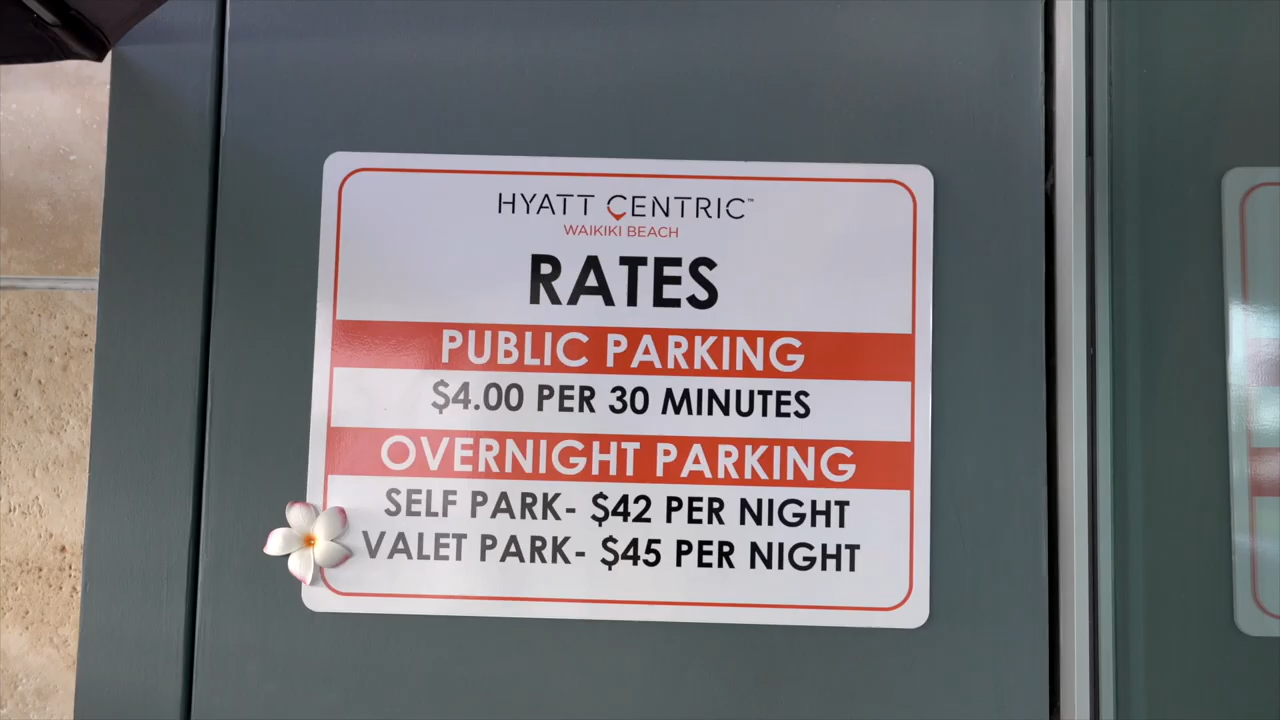 HYATT CENTRIC™
WAIKIKI BEACH
RATES
PUBLIC PARKING
$4.00 PER 30 MINUTES
OVERNIGHT PARKING
SELF PARK- $42 PER NIGHT
VALET PARK- $45 PER NIGHT